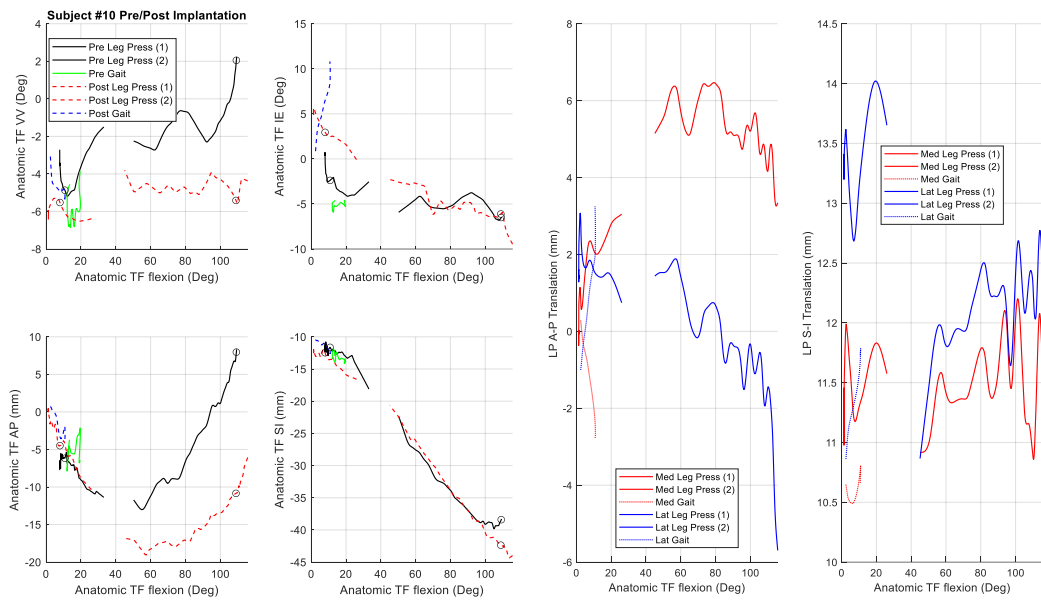 Subject #10 Pre/Post Implantation
4
2
0
-2
-4
-6
-8
Anatomic TF VV (Deg)
0 20 40 60 80 100
Anatomic TF flexion (Deg)
Pre Leg Press (1)
Pre Leg Press (2)
Pre Gait
Post Leg Press (1)
Post Leg Press (2)
Post Gait
15
10
5
0
-5
-10
Anatomic TF IE (Deg)
0 20 40 60 80 100
Anatomic TF flexion (Deg)
10
5
0
-5
-10
-15
-20
Anatomic TF AP (mm)
0 20 40 60 80 100
Anatomic TF flexion (Deg)
-10
-15
-20
-25
-30
-35
-40
-45
Anatomic TF SI (mm)
0 20 40 60 80 100
Anatomic TF flexion (Deg)
8
6
4
2
0
-2
-4
-6
LP A-P Translation (mm)
0 20 40 60 80 100
Anatomic TF flexion (Deg)
Med Leg Press (1)
Med Leg Press (2)
Med Gait
Lat Leg Press (1)
Lat Leg Press (2)
Lat Gait
14.5
14
13.5
13
12.5
12
11.5
11
10.5
10
LP S-I Translation (mm)
0 20 40 60 80 100
Anatomic TF flexion (Deg)
Med Leg Press (1)
Med Leg Press (2)
Med Gait
Lat Leg Press (1)
Lat Leg Press (2)
Lat Gait